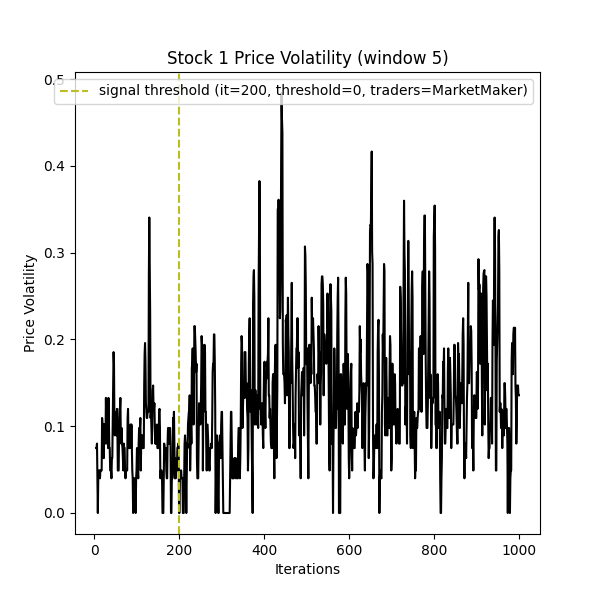 Stock 1 Price Volatility (window 5)
0.5
signal threshold (it=200, threshold=0, traders=MarketMaker)
0.4
0.3
Price Volatility
0.2
0.1
0.0
0 200 400 600 800 1000
Iterations